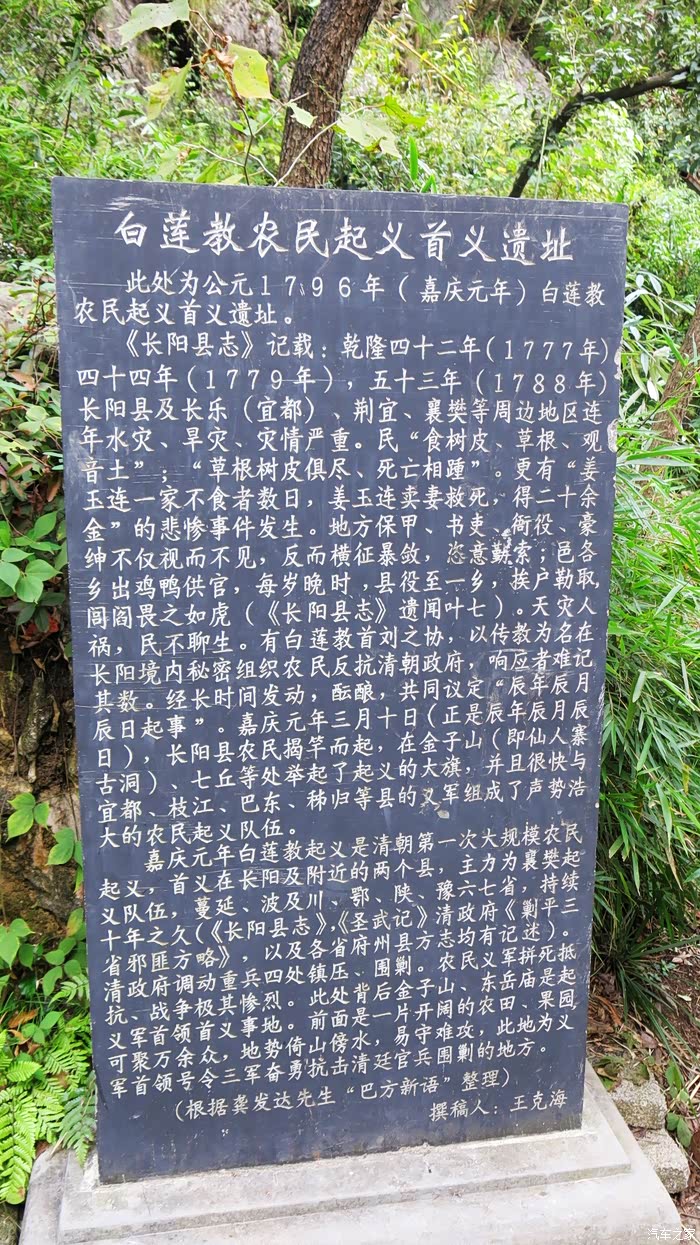 白莲教农民起义首义遗址
此处为公元1796年（嘉庆元年）白莲教
农民起义首义遗址。
《长阳县志》记载：乾隆四十二年（1777年）
四十四年（1779年），五十三年（1788年）
长阳县及长乐（宜都）、荆宜、襄樊等周边地区连
年水灾、旱灾、灾情严重。民“食树皮、草根、观
音土”；“草根树皮俱尽、死亡相踵”。更有“姜
玉连一家不食者数日，姜玉连卖妻救死，得二十余
金”的悲惨事件发生。地方保甲、书吏、衙役、豪
绅不仅视而不见，反而横征暴敛，恣意勒索；邑各
乡出鸡鸭供官，每岁晚时，县役至一乡，挨户勒取，
闾阎畏之如虎（《长阳县志》遗闻叶七）。天灾人
祸，民不聊生。有白莲教首刘之协，以传教为名在
长阳境内秘密组织农民反抗清朝政府，响应者难记
其数。经长时间发动，酝酿，共同议定“辰年辰月
辰日起事”。嘉庆元年三月十日（正是辰年辰月辰
日），长阳县农民揭竿而起，在金子山（即仙人寨
古洞）、七丘等处举起了起义的大旗，并且很快与
宜都、枝江、巴东、秭归等县的义军组成了声势浩
大的农民起义队伍。
嘉庆元年白莲教起义是清朝第一次大规模农民
起义，首义在长阳及附近的两个县，主力为襄樊起
义队伍，蔓延、波及川、鄂、陕、豫六七省，持续
十年之久（《长阳县志》，《圣武记》清政府《剿平三
省邪匪方略》，以及各省府州县方志均有记述）。
清政府调动重兵四处镇压、围剿。农民义军拼死抵
抗、战争极其惨烈。此处背后金子山、东岳庙是起
义军首领首义事地。前面是一片开阔的农田、果园
可聚万余众，地势倚山傍水，易守难攻，此地为义
军首领号令三军奋勇抗击清廷官兵围剿的地方。
（根据龚发达先生“巴方新语”整理）
撰稿人：王克海
汽车之家